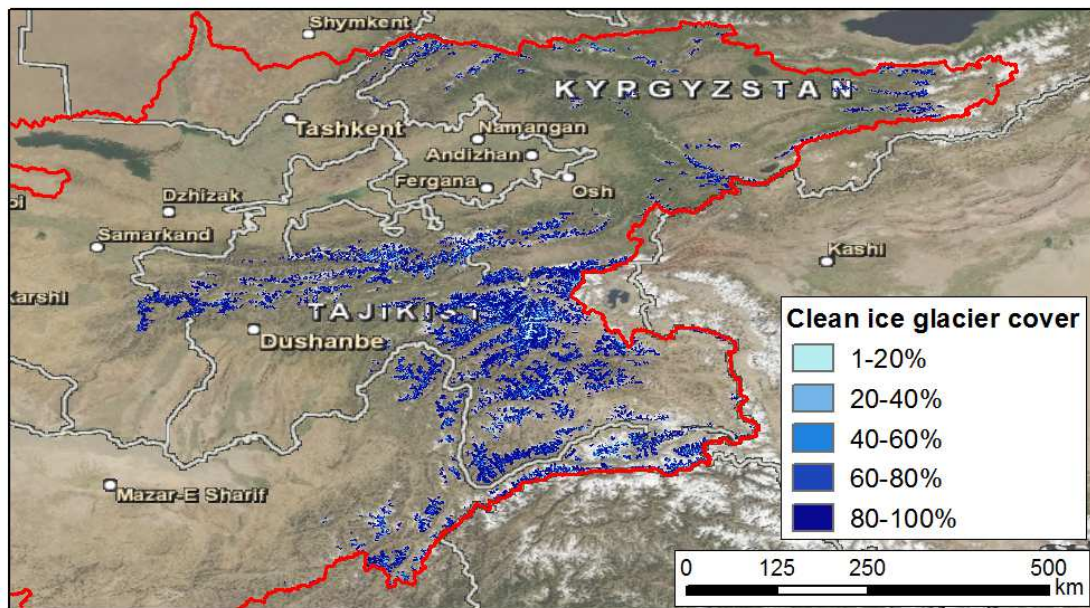 Shymkent
KYRGYZSTAN
Tashkent
Namangan
Andizhan
Fergana
Osh
Dzhizak
oi
Samarkand
Kashi
Karshi
TAJIKIST
Dushanbe
Mazar-E Sharif
Clean ice glacier cover
1-20%
20-40%
40-60%
60-80%
80-100%
0 125 250 500
km